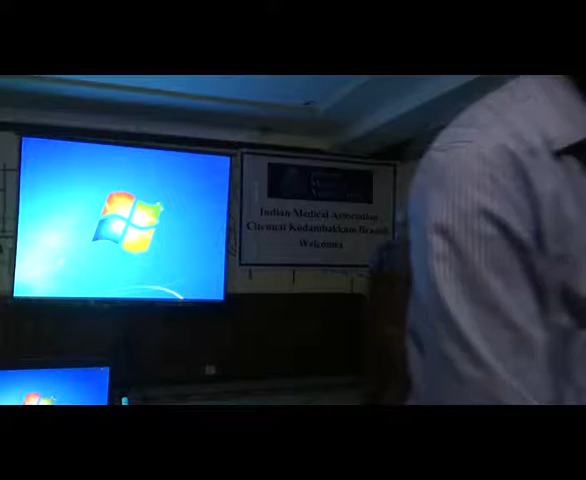 Indian Medical Association
Chennai Kodambakkam Branch
Welcomes